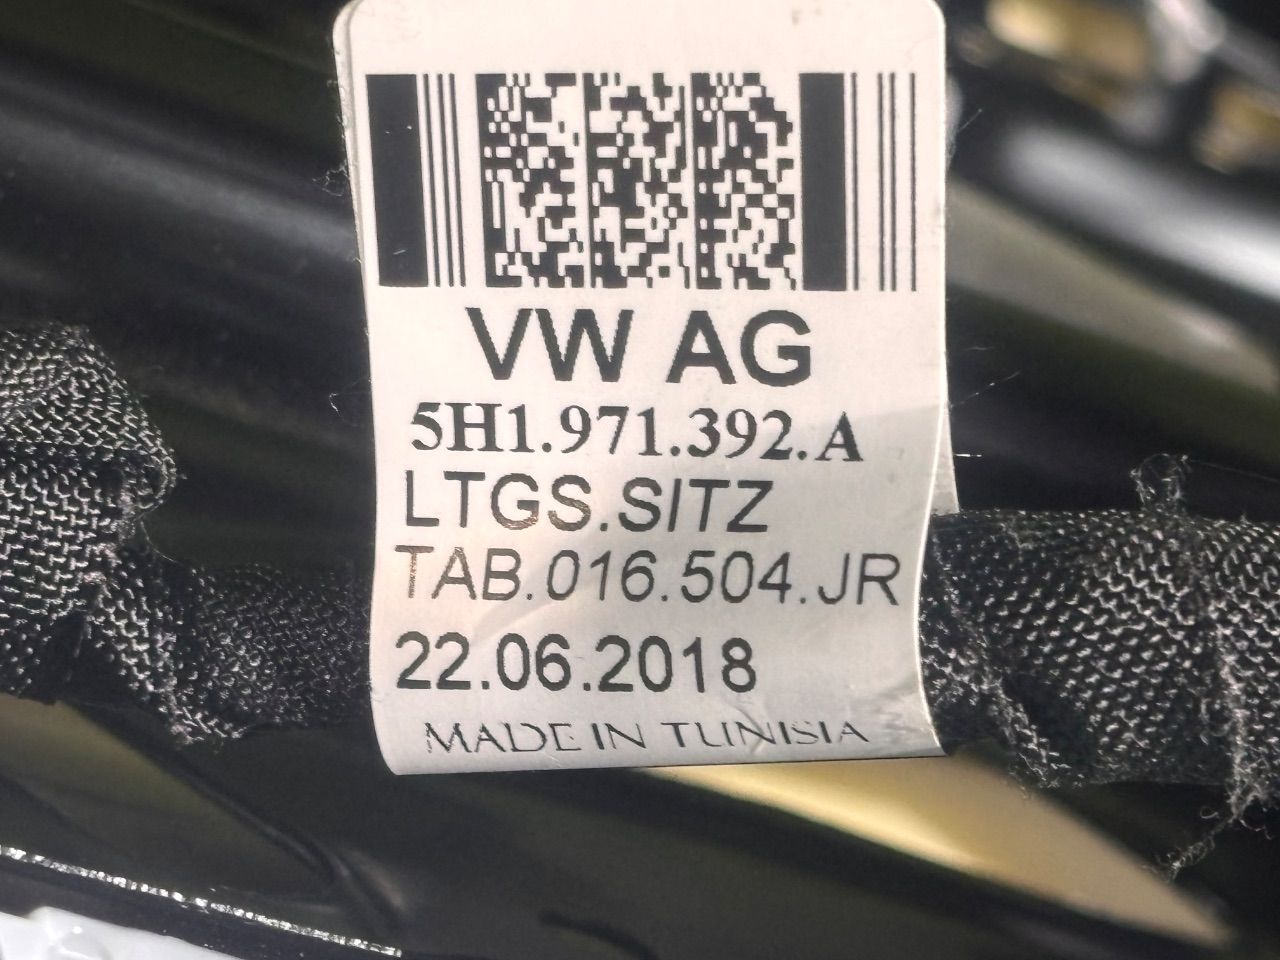 VW AG
5H1.971.392.A
LTGS.SITZ
TAB.016.504.JR
22.06.2018
MADE IN TUNISIA